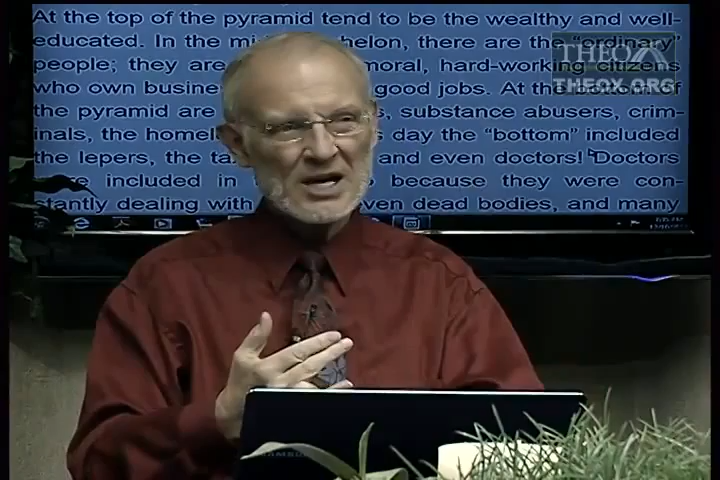 At the top of the pyramid tend to be the wealthy and well-
educated. In the mi helon, there are the "ordinary"
people; they are moral, hard-working citizens
who own busine good jobs. At the bottom of
the pyramid are , substance abusers, crim-
inals, the homel s day the "bottom" included
the lepers, the ta and even doctors! Doctors
included in because they were con-
stantly dealing with ven dead bodies, and many
THEOX
THEOX.ORG